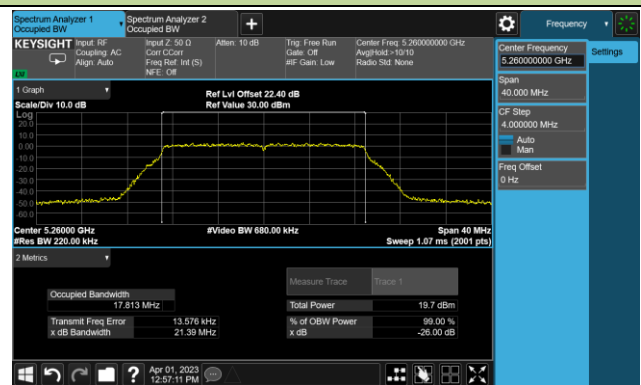 Spectrum Analyzer 1
Occupied BW
Spectrum Analyzer 2
Occupied BW
Frequency
KEYSIGHT
Input: RF
Coupling: AC
Align: Auto
Input Z: 50 Ω
Corr CCorr
Freq Ref: Int (S)
NFE: Off
Atten: 10 dB
Trig: Free Run
Gate: Off
#IF Gain: Low
Center Freq: 5.260000000 GHz
Avg|Hold:>10/10
Radio Std: None
Center Frequency
5.260000000 GHz
Settings
Span
40.000 MHz
CF Step
4.000000 MHz
Auto
Man
Freq Offset
0 Hz
1 Graph
Scale/Div 10.0 dB
Ref Lvl Offset 22.40 dB
Ref Value 30.00 dBm
Log
20.0
10.0
0.00
-10.0
-20.0
-30.0
-40.0
-50.0
-60.0
Center 5.26000 GHz
#Video BW 680.00 kHz
Span 40 MHz
#Res BW 220.00 kHz
Sweep 1.07 ms (2001 pts)
2 Metrics
Measure Trace
Trace 1
Occupied Bandwidth
17.813 MHz
Total Power
19.7 dBm
Transmit Freq Error
13.576 kHz
% of OBW Power
99.00 %
x dB Bandwidth
21.39 MHz
x dB
-26.00 dB
Apr 01, 2023
12:57:11 PM